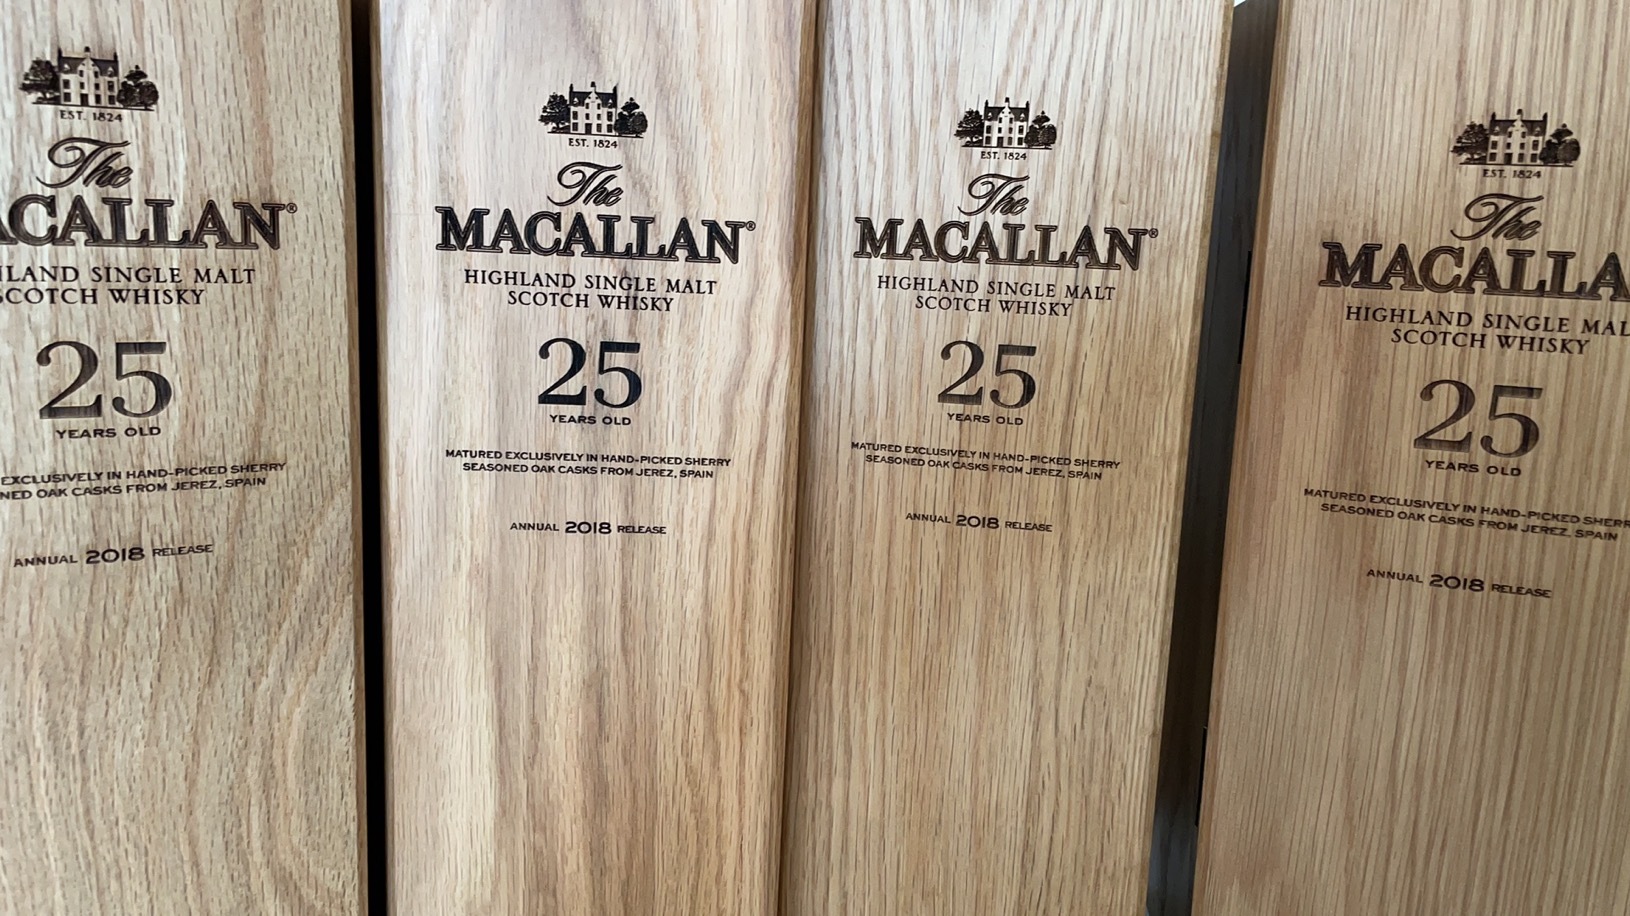 EST. 1824
The
ACALLAN®
LAND SINGLE MALT
SCOTCH WHISKY
25
YEARS OLD
EXCLUSIVELY IN HAND-PICKED SHERRY
NED OAK CASKS FROM JEREZ, SPAIN
ANNUAL 2018 RELEASE
EST. 1824
The
MACALLAN®
HIGHLAND SINGLE MALT
SCOTCH WHISKY
25
YEARS OLD
MATURED EXCLUSIVELY IN HAND-PICKED SHERRY
SEASONED OAK CASKS FROM JEREZ, SPAIN
ANNUAL 2018 RELEASE
EST. 1824
The
MACALLAN®
HIGHLAND SINGLE MALT
SCOTCH WHISKY
25
YEARS OLD
MATURED EXCLUSIVELY IN HAND-PICKED SHERRY
SEASONED OAK CASKS FROM JEREZ, SPAIN
ANNUAL 2018 RELEASE
EST. 1824
The
MACALLA
HIGHLAND SINGLE MAL
SCOTCH WHISKY
25
YEARS OLD
MATURED EXCLUSIVELY IN HAND-PICKED SHERR
SEASONED OAK CASKS FROM JEREZ, SPAIN
ANNUAL 2018 RELEASE